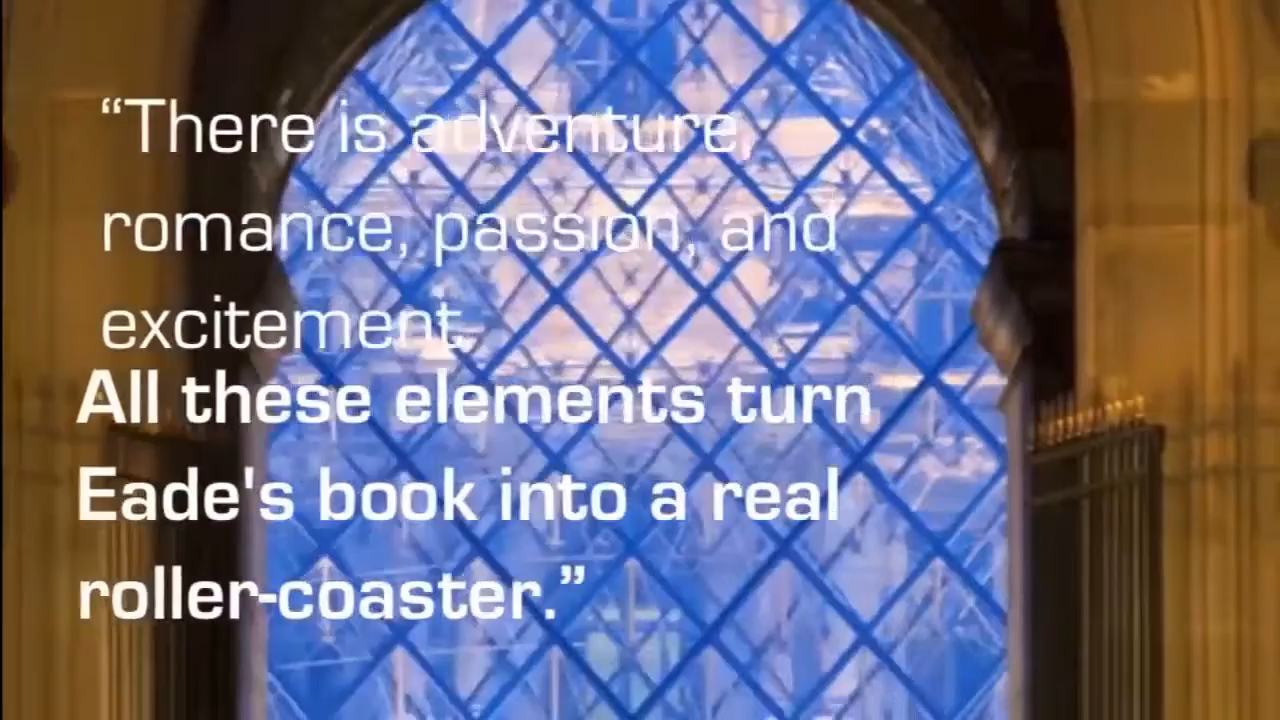 “There is adventure,
romance, passion, and
excitement.
All these elements turn
Eade's book into a real
roller-coaster.”